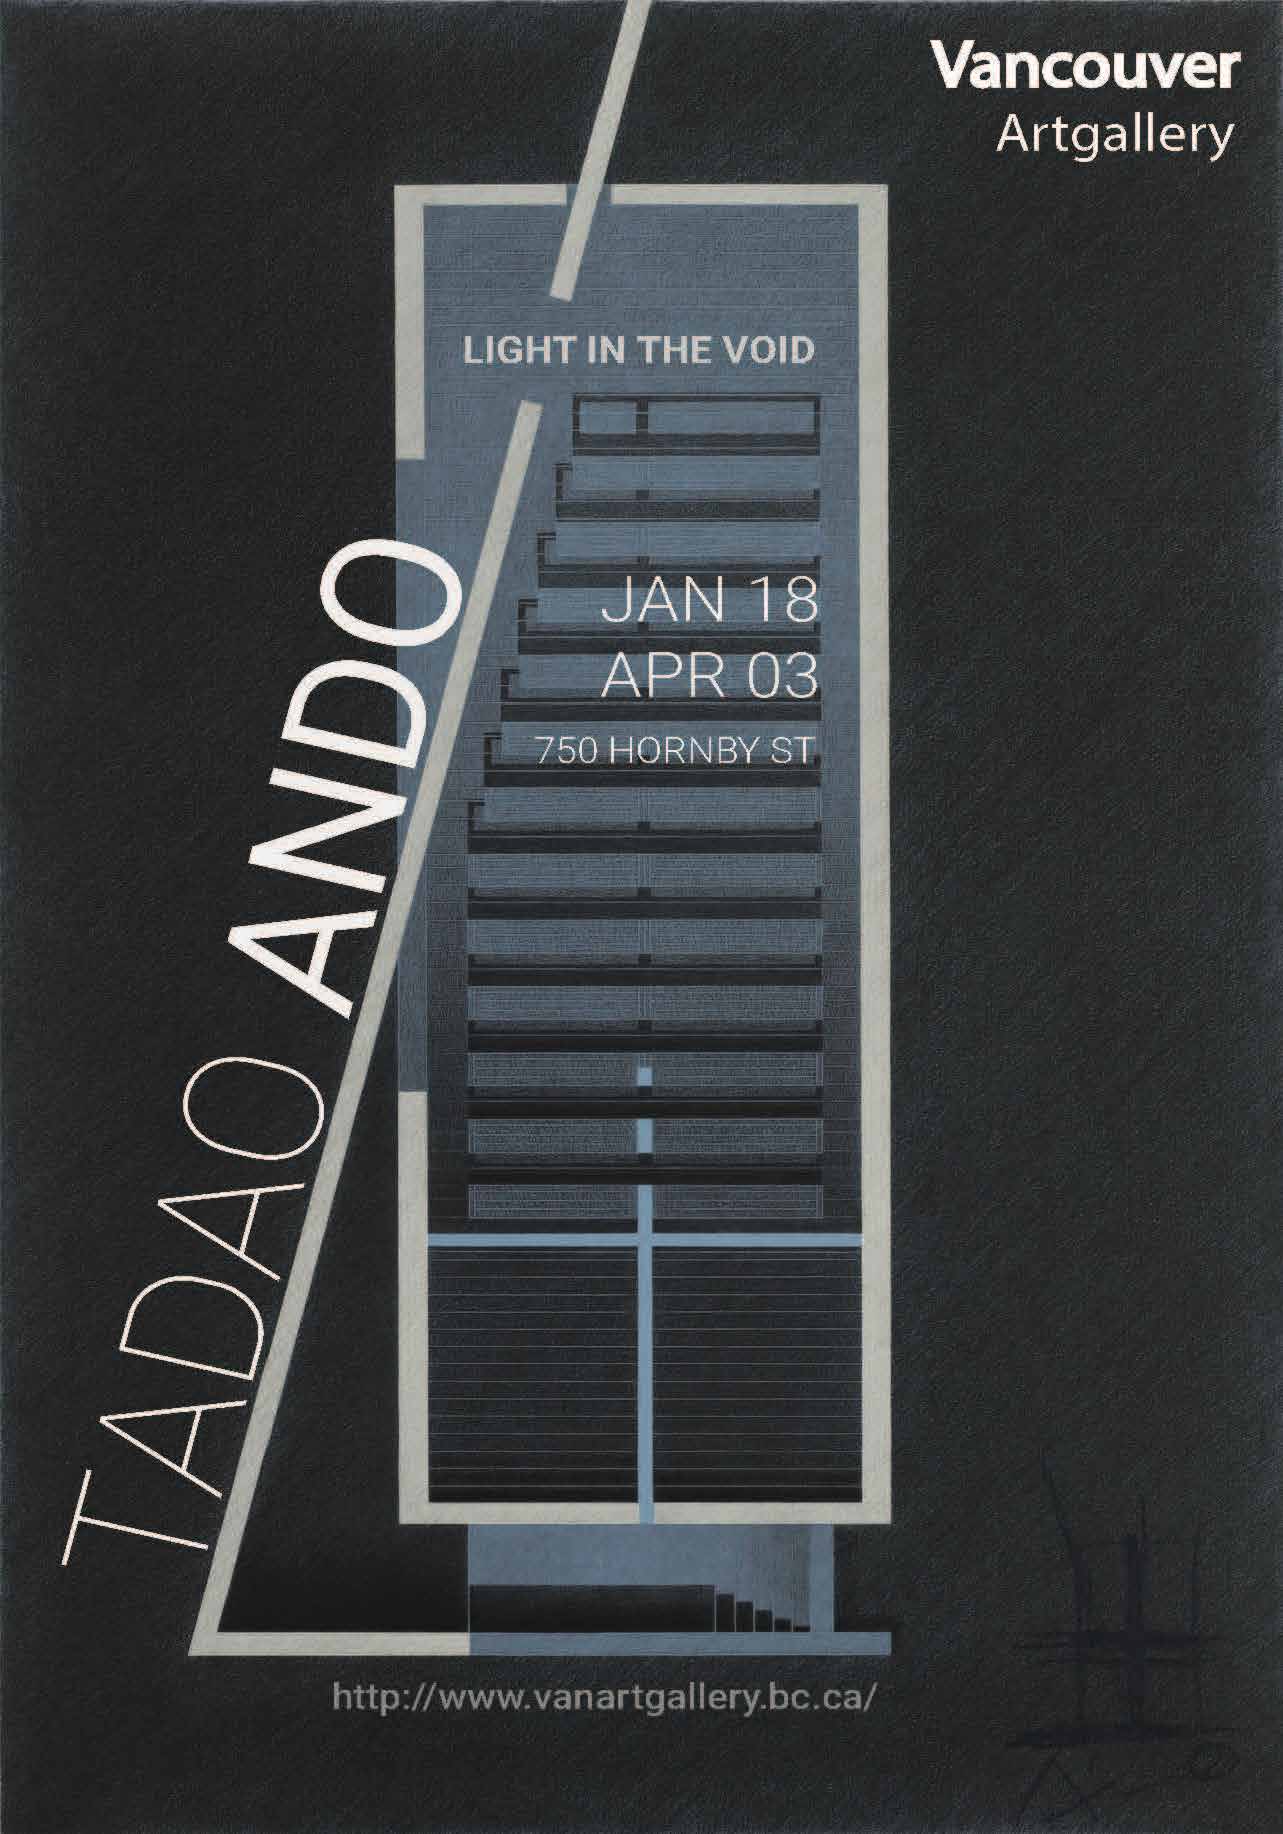 Vancouver
Artgallery
LIGHT IN THE VOID
JAN 18
APR 03
750 HORNBY ST
TADAO ANDO
http://www.vanartgallery.bc.ca/